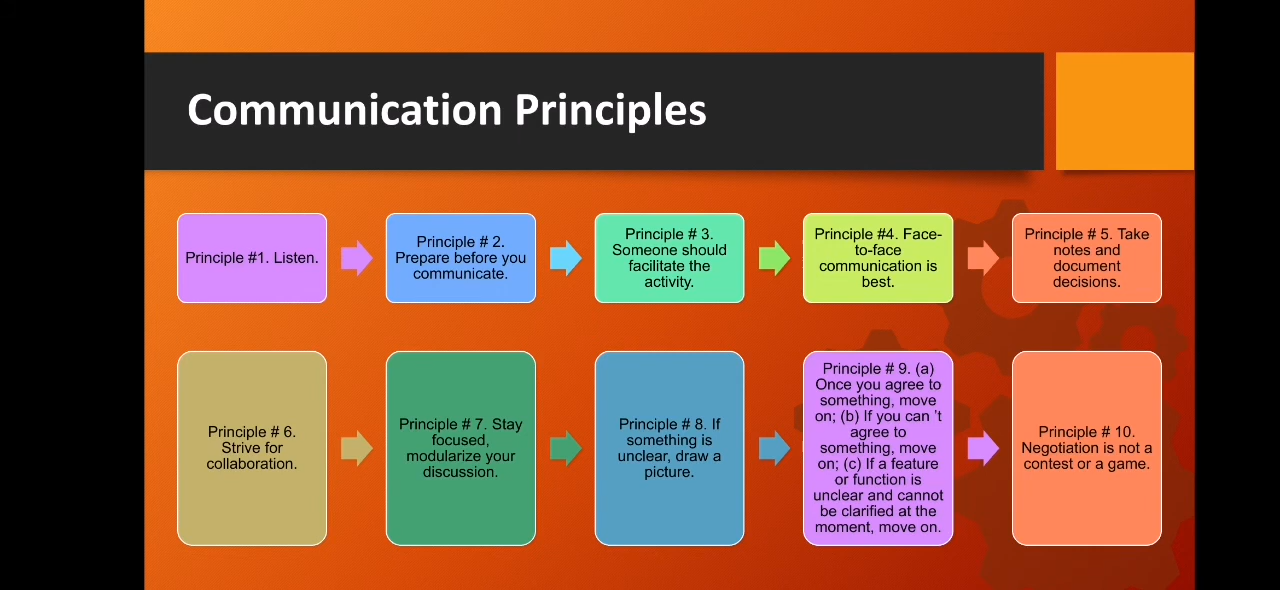 Communication Principles
Principle #1. Listen.
Principle # 2.
Prepare before you
communicate.
Principle # 3.
Someone should
facilitate the
activity.
Principle #4. Face-
to-face
communication is
best.
Principle # 5. Take
notes and
document
decisions.
Principle # 6.
Strive for
collaboration.
Principle # 7. Stay
focused,
modularize your
discussion.
Principle # 8. If
something is
unclear, draw a
picture.
Principle # 9. (a)
Once you agree to
something, move
on; (b) If you can 't
agree to
something, move
on; (c) If a feature
or function is
unclear and cannot
be clarified at the
moment, move on.
Principle # 10.
Negotiation is not a
contest or a game.